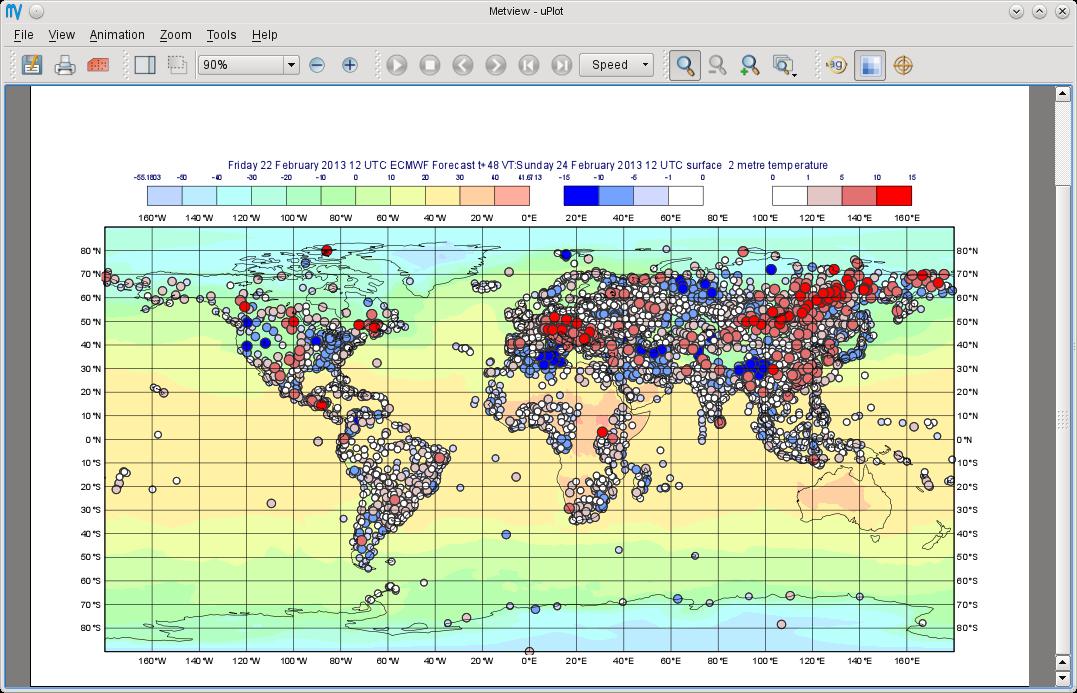 Metview - uPlot
File View Animation Zoom Tools Help
90% Speed ag
Friday 22 February 2013 12 UTC ECMWF Forecast t+48 VT:Sunday 24 February 2013 12 UTC surface 2 metre temperature
-55.1803 -50 -40 -30 -20 -10 0 10 20 30 40 41.6713 -15 -10 -5 -1 0 0 1 5 10 15
160°W 140°W 120°W 100°W 80°W 60°W 40°W 20°W 0°E 20°E 40°E 60°E 80°E 100°E 120°E 140°E 160°E
80°N 80°N
70°N 70°N
60°N 60°N
50°N 50°N
40°N 40°N
30°N 30°N
20°N 20°N
10°N 10°N
0°N 0°N
10°S 10°S
20°S 20°S
30°S 30°S
40°S 40°S
50°S 50°S
60°S 60°S
70°S 70°S
80°S 80°S
160°W 140°W 120°W 100°W 80°W 60°W 40°W 20°W 0°E 20°E 40°E 60°E 80°E 100°E 120°E 140°E 160°E